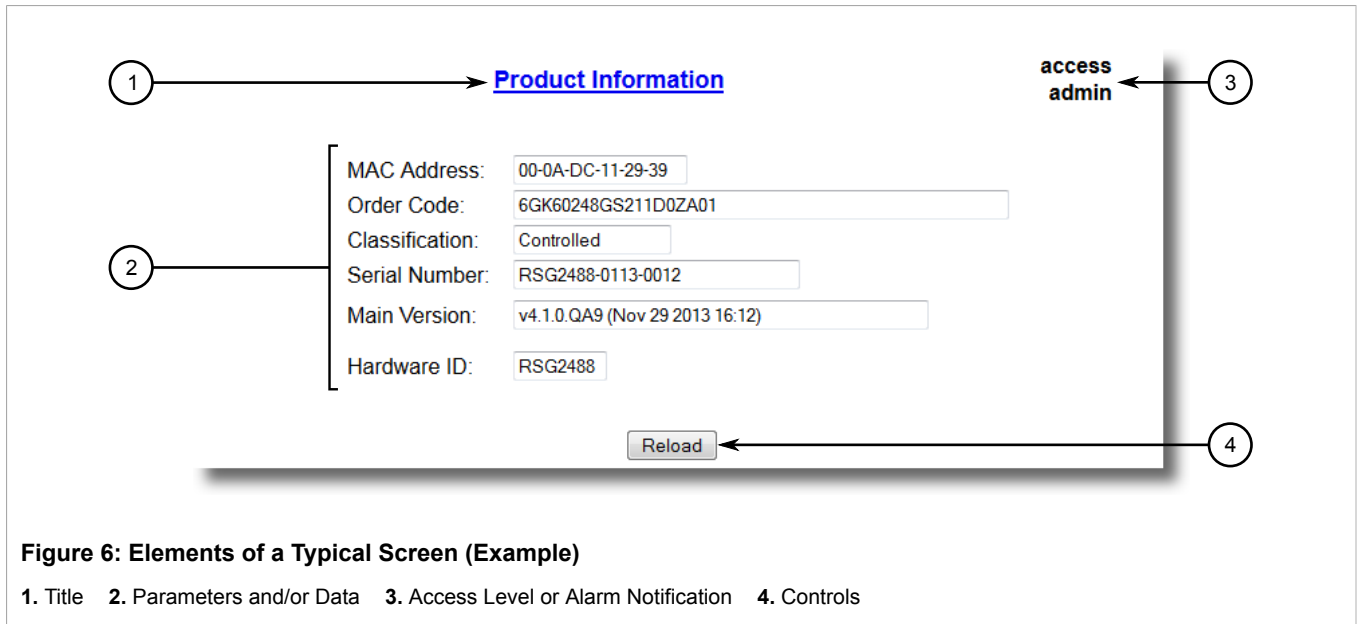 1
Product Information
access
admin
3
2
MAC Address: 00-0A-DC-11-29-39
Order Code: 6GK60248GS211D0ZA01
Classification: Controlled
Serial Number: RSG2488-0113-0012
Main Version: v4.1.0.QA9 (Nov 29 2013 16:12)
Hardware ID: RSG2488
Reload
4
Figure 6: Elements of a Typical Screen (Example)
1. Title 2. Parameters and/or Data 3. Access Level or Alarm Notification 4. Controls